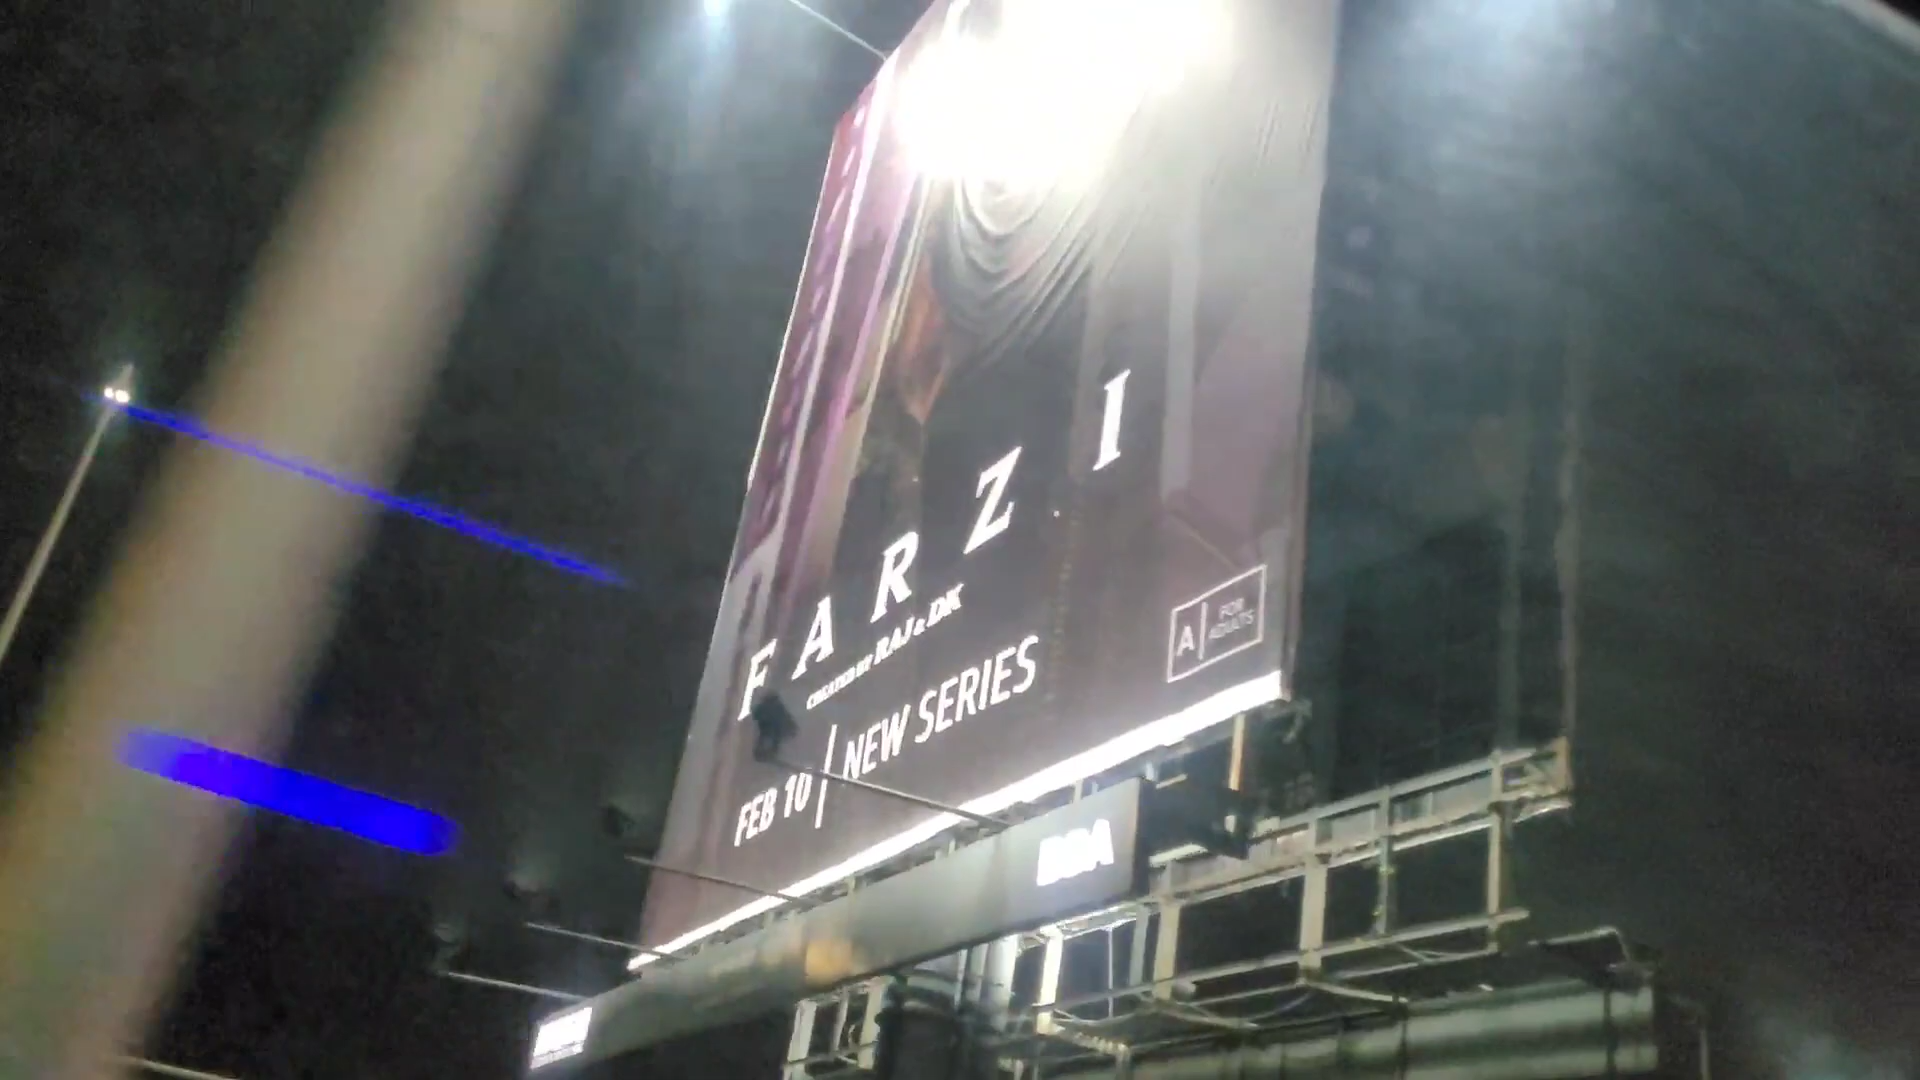 FARZI
CREATED BY RAJ & DK
FEB 10 | NEW SERIES
A | FOR ADULTS